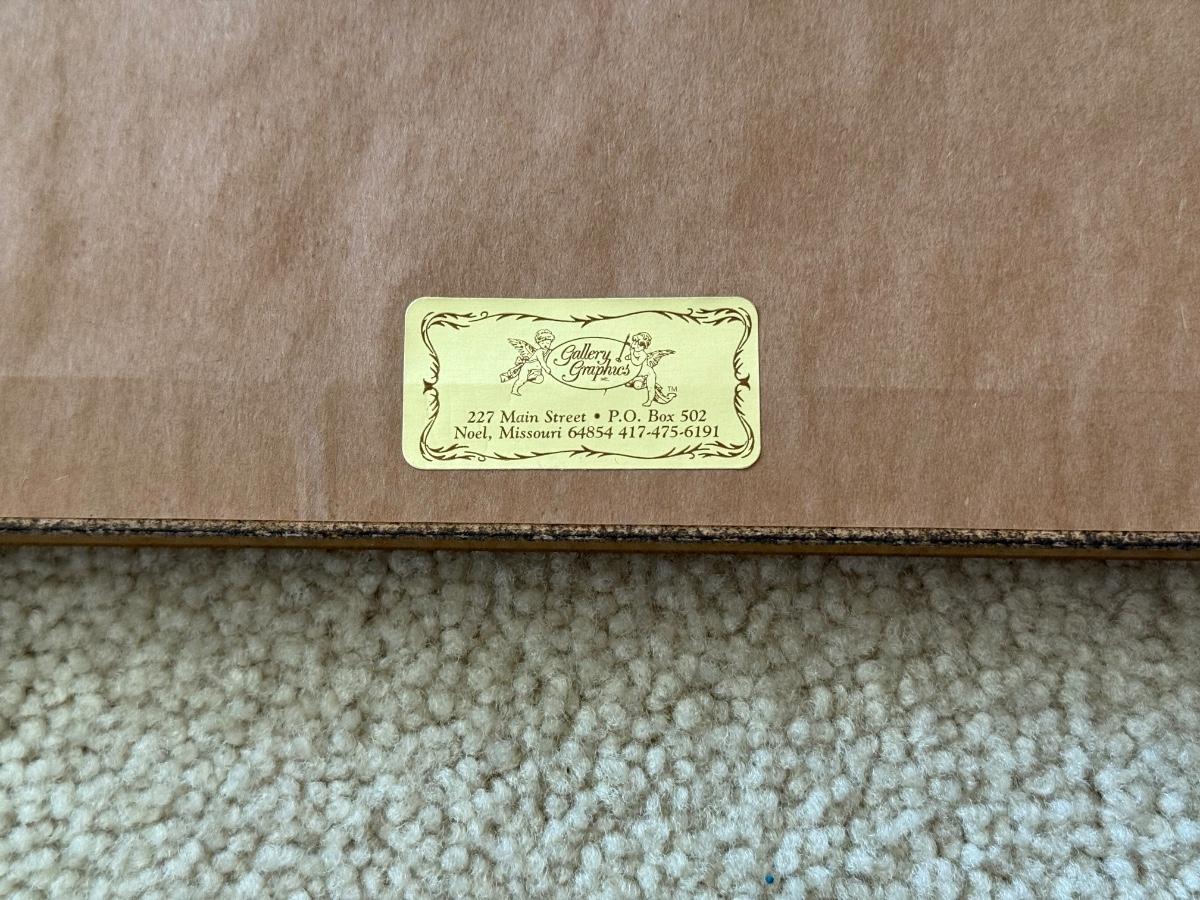 Gallery
Graphics
INC.
TM
227 Main Street • P.O. Box 502
Noel, Missouri 64854 417-475-6191